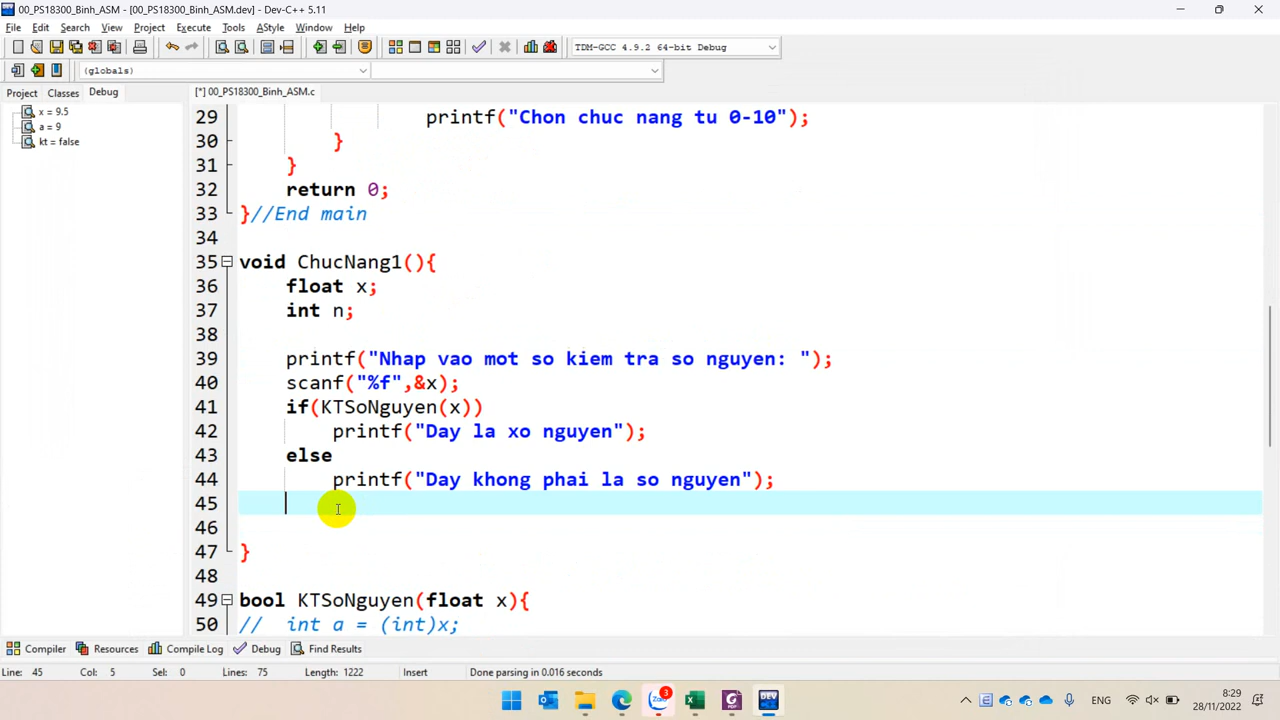 00_PS18300_Binh_ASM - [00_PS18300_Binh_ASM.dev] - Dev-C++ 5.11
File Edit Search View Project Execute Tools AStyle Window Help
TDM-GCC 4.9.2 64-bit Debug
(globals)
Project Classes Debug
[*] 00_PS18300_Binh_ASM.c
x = 9.5
a = 9
kt = false
29 printf("Chon chuc nang tu 0-10");
30 }
31 }
32 return 0;
33 }//End main
34
35 void ChucNang1(){
36 float x;
37 int n;
38
39 printf("Nhap vao mot so kiem tra so nguyen: ");
40 scanf("%f",&x);
41 if(KTSoNguyen(x))
42 printf("Day la xo nguyen");
43 else
44 printf("Day khong phai la so nguyen");
45
46
47 }
48
49 bool KTSoNguyen(float x){
50 // int a = (int)x;
Compiler Resources Compile Log Debug Find Results
Line: 45 Col: 5 Sel: 0 Lines: 75 Length: 1222 Insert Done parsing in 0.016 seconds
Zalo 3 PDF DEV
ENG 8:29
28/11/2022